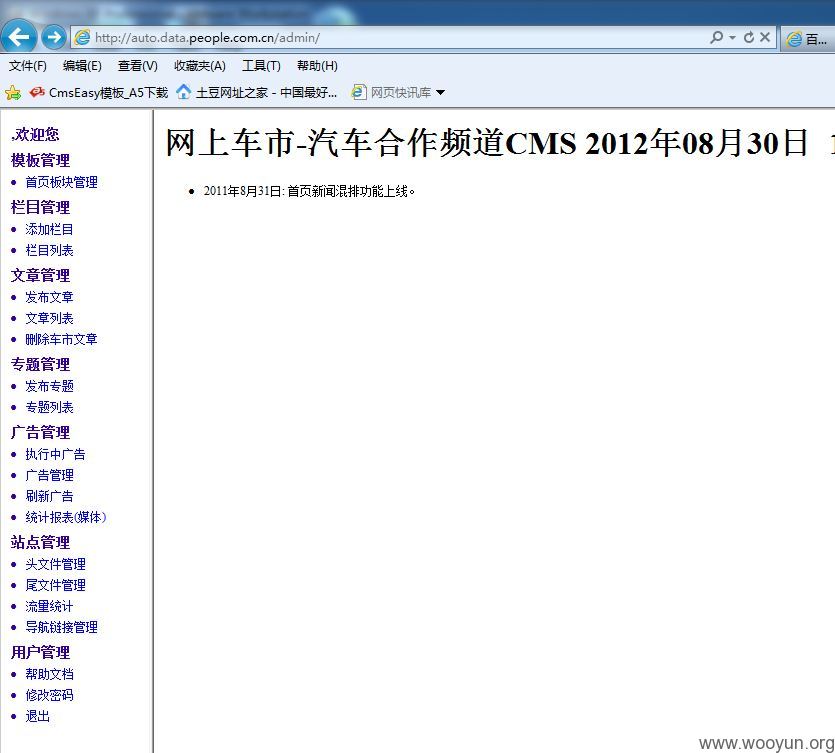 http://auto.data.people.com.cn/admin/
百...
文件(F) 编辑(E) 查看(V) 收藏夹(A) 工具(T) 帮助(H)
CmsEasy模板_A5下载 土豆网址之家 - 中国最好... 网页快讯库
,欢迎您
模板管理
首页板块管理
栏目管理
添加栏目
栏目列表
文章管理
发布文章
文章列表
删除车市文章
专题管理
发布专题
专题列表
广告管理
执行中广告
广告管理
刷新广告
统计报表(媒体)
站点管理
头文件管理
尾文件管理
流量统计
导航链接管理
用户管理
帮助文档
修改密码
退出
网上车市-汽车合作频道CMS 2012年08月30日 1
2011年8月31日: 首页新闻混排功能上线。
www.wooyun.org